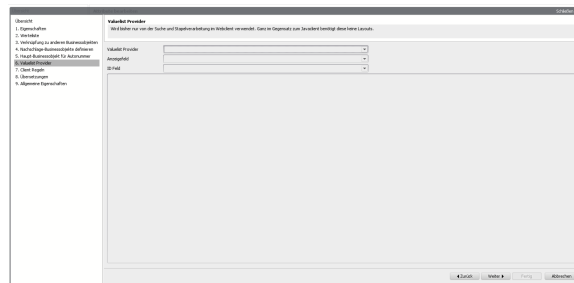 Schließen
Übersicht
1. Eigenschaften
2. Werteliste
3. Verknüpfung zu anderen Businessobjekten
4. Nachschlage-Businessobjekte definieren
5. Haupt-Businessobjekt für Autonummer
6. Valuelist Provider
7. Client Regeln
8. Übersetzungen
9. Allgemeine Eigenschaften
Valuelist Provider
Wird bisher nur von der Suche und Stapelverarbeitung im Webclient verwendet. Ganz im Gegensatz zum Javaclient benötigt diese keine Layouts.
Valuelist Provider
Anzeigefeld
ID Feld
Zurück Weiter Fertig Abbrechen